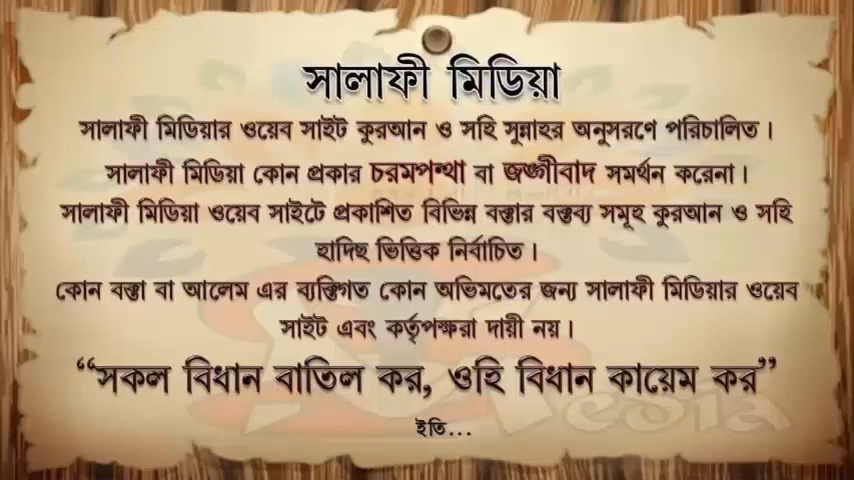 সালাফী মিডিয়া
সালাফী মিডিয়ার ওয়েব সাইট কুরআন ও সহি সুন্নাহর অনুসরণে পরিচালিত।
সালাফী মিডিয়া কোন প্রকার চরমপন্থা বা জঙ্গীবাদ সমর্থন করেনা।
সালাফী মিডিয়া ওয়েব সাইটে প্রকাশিত বিভিন্ন বক্তার বক্তব্য সমূহ কুরআন ও সহি
হাদিছ ভিত্তিক নির্বাচিত।
কোন বক্তা বা আলেম এর ব্যক্তিগত কোন অভিমতের জন্য সালাফী মিডিয়ার ওয়েব
সাইট এবং কর্তৃপক্ষরা দায়ী নয়।
“সকল বিধান বাতিল কর, ওহি বিধান কায়েম কর”
ইতি...